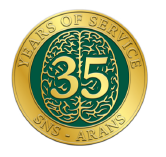 YEARS OF SERVICE
35
SNS - ARANS